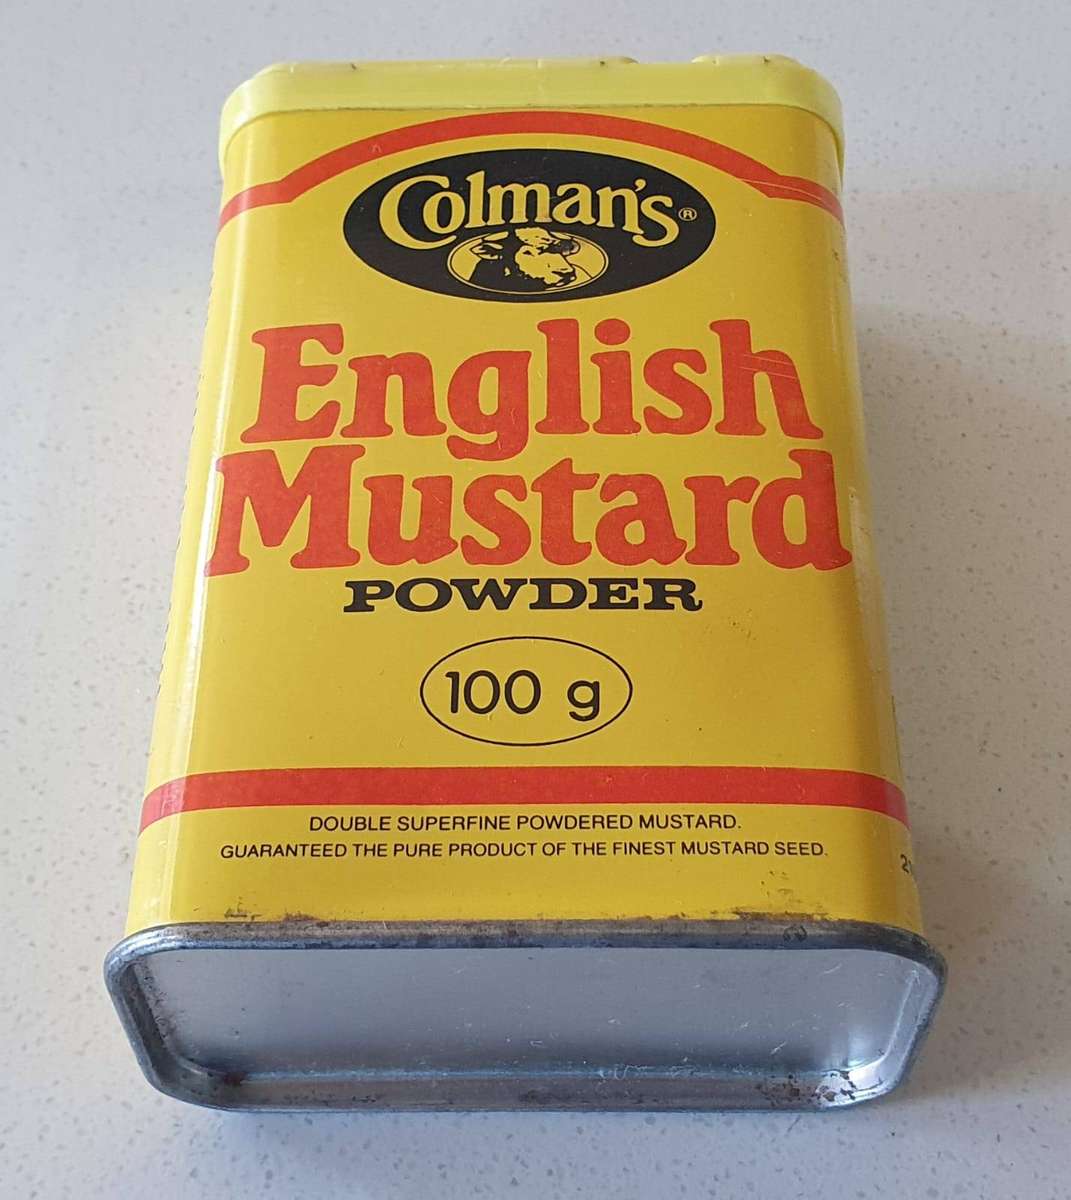 Colman's®
English
Mustard
POWDER
100 g
DOUBLE SUPERFINE POWDERED MUSTARD.
GUARANTEED THE PURE PRODUCT OF THE FINEST MUSTARD SEED.